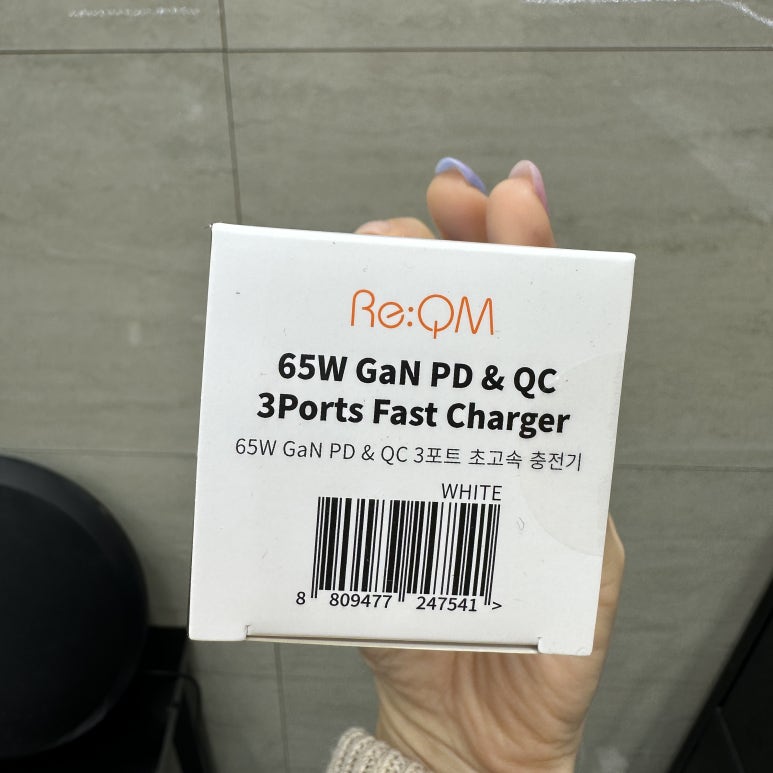 Re:QM
65W GaN PD & QC
3Ports Fast Charger
65W GaN PD & QC 3포트 초고속 충전기
WHITE
8 809477 247541 >